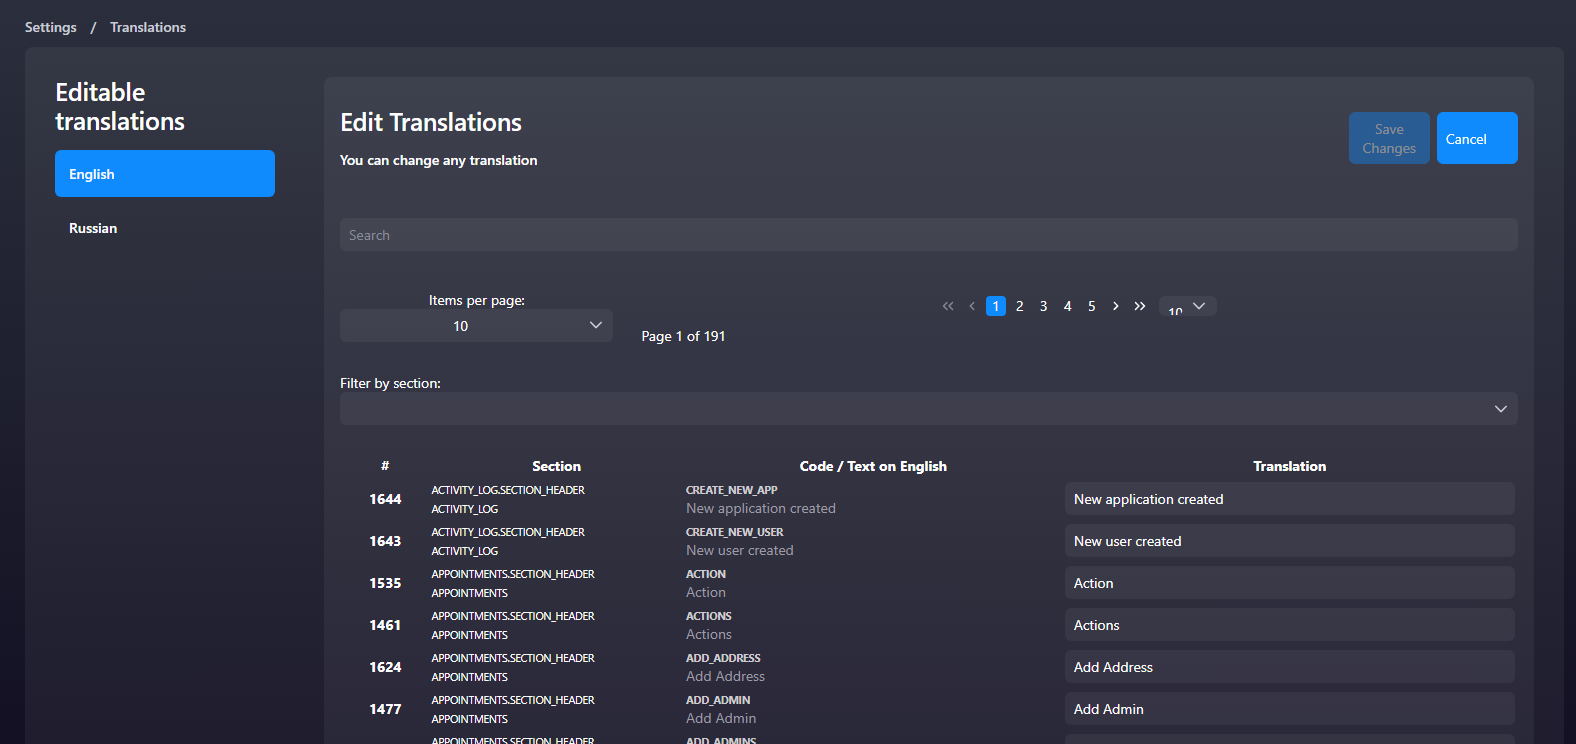 Settings / Translations
Editable
translations
English
Russian
Edit Translations
You can change any translation
Save
Changes
Cancel
Search
Items per page:
10
Page 1 of 191
« ‹ 1 2 3 4 5 › » 10
Filter by section:
# Section Code / Text on English Translation
1644 ACTIVITY_LOG.SECTION_HEADER CREATE_NEW_APP New application created
ACTIVITY_LOG New application created
1643 ACTIVITY_LOG.SECTION_HEADER CREATE_NEW_USER New user created
ACTIVITY_LOG New user created
1535 APPOINTMENTS.SECTION_HEADER ACTION Action
APPOINTMENTS Action
1461 APPOINTMENTS.SECTION_HEADER ACTIONS Actions
APPOINTMENTS Actions
1624 APPOINTMENTS.SECTION_HEADER ADD_ADDRESS Add Address
APPOINTMENTS Add Address
1477 APPOINTMENTS.SECTION_HEADER ADD_ADMIN Add Admin
APPOINTMENTS Add Admin
APPOINTMENTS.SECTION_HEADER ADD_ADMINS